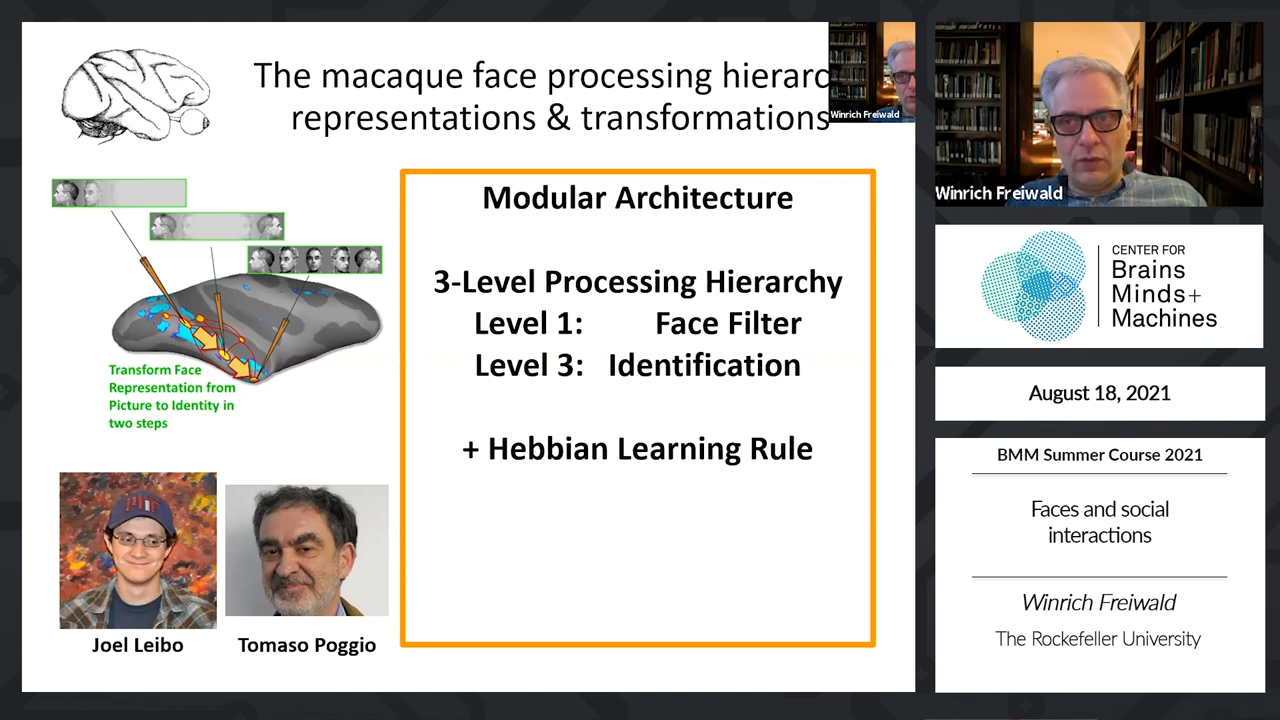 The macaque face processing hierarc
representations & transformations
Winrich Freiwald
Modular Architecture
3-Level Processing Hierarchy
Level 1: Face Filter
Level 3: Identification
+ Hebbian Learning Rule
Transform Face
Representation from
Picture to Identity in
two steps
MIT
Joel Leibo
Tomaso Poggio
Winrich Freiwald
CENTER FOR
Brains
Minds+
Machines
August 18, 2021
BMM Summer Course 2021
Faces and social
interactions
Winrich Freiwald
The Rockefeller University